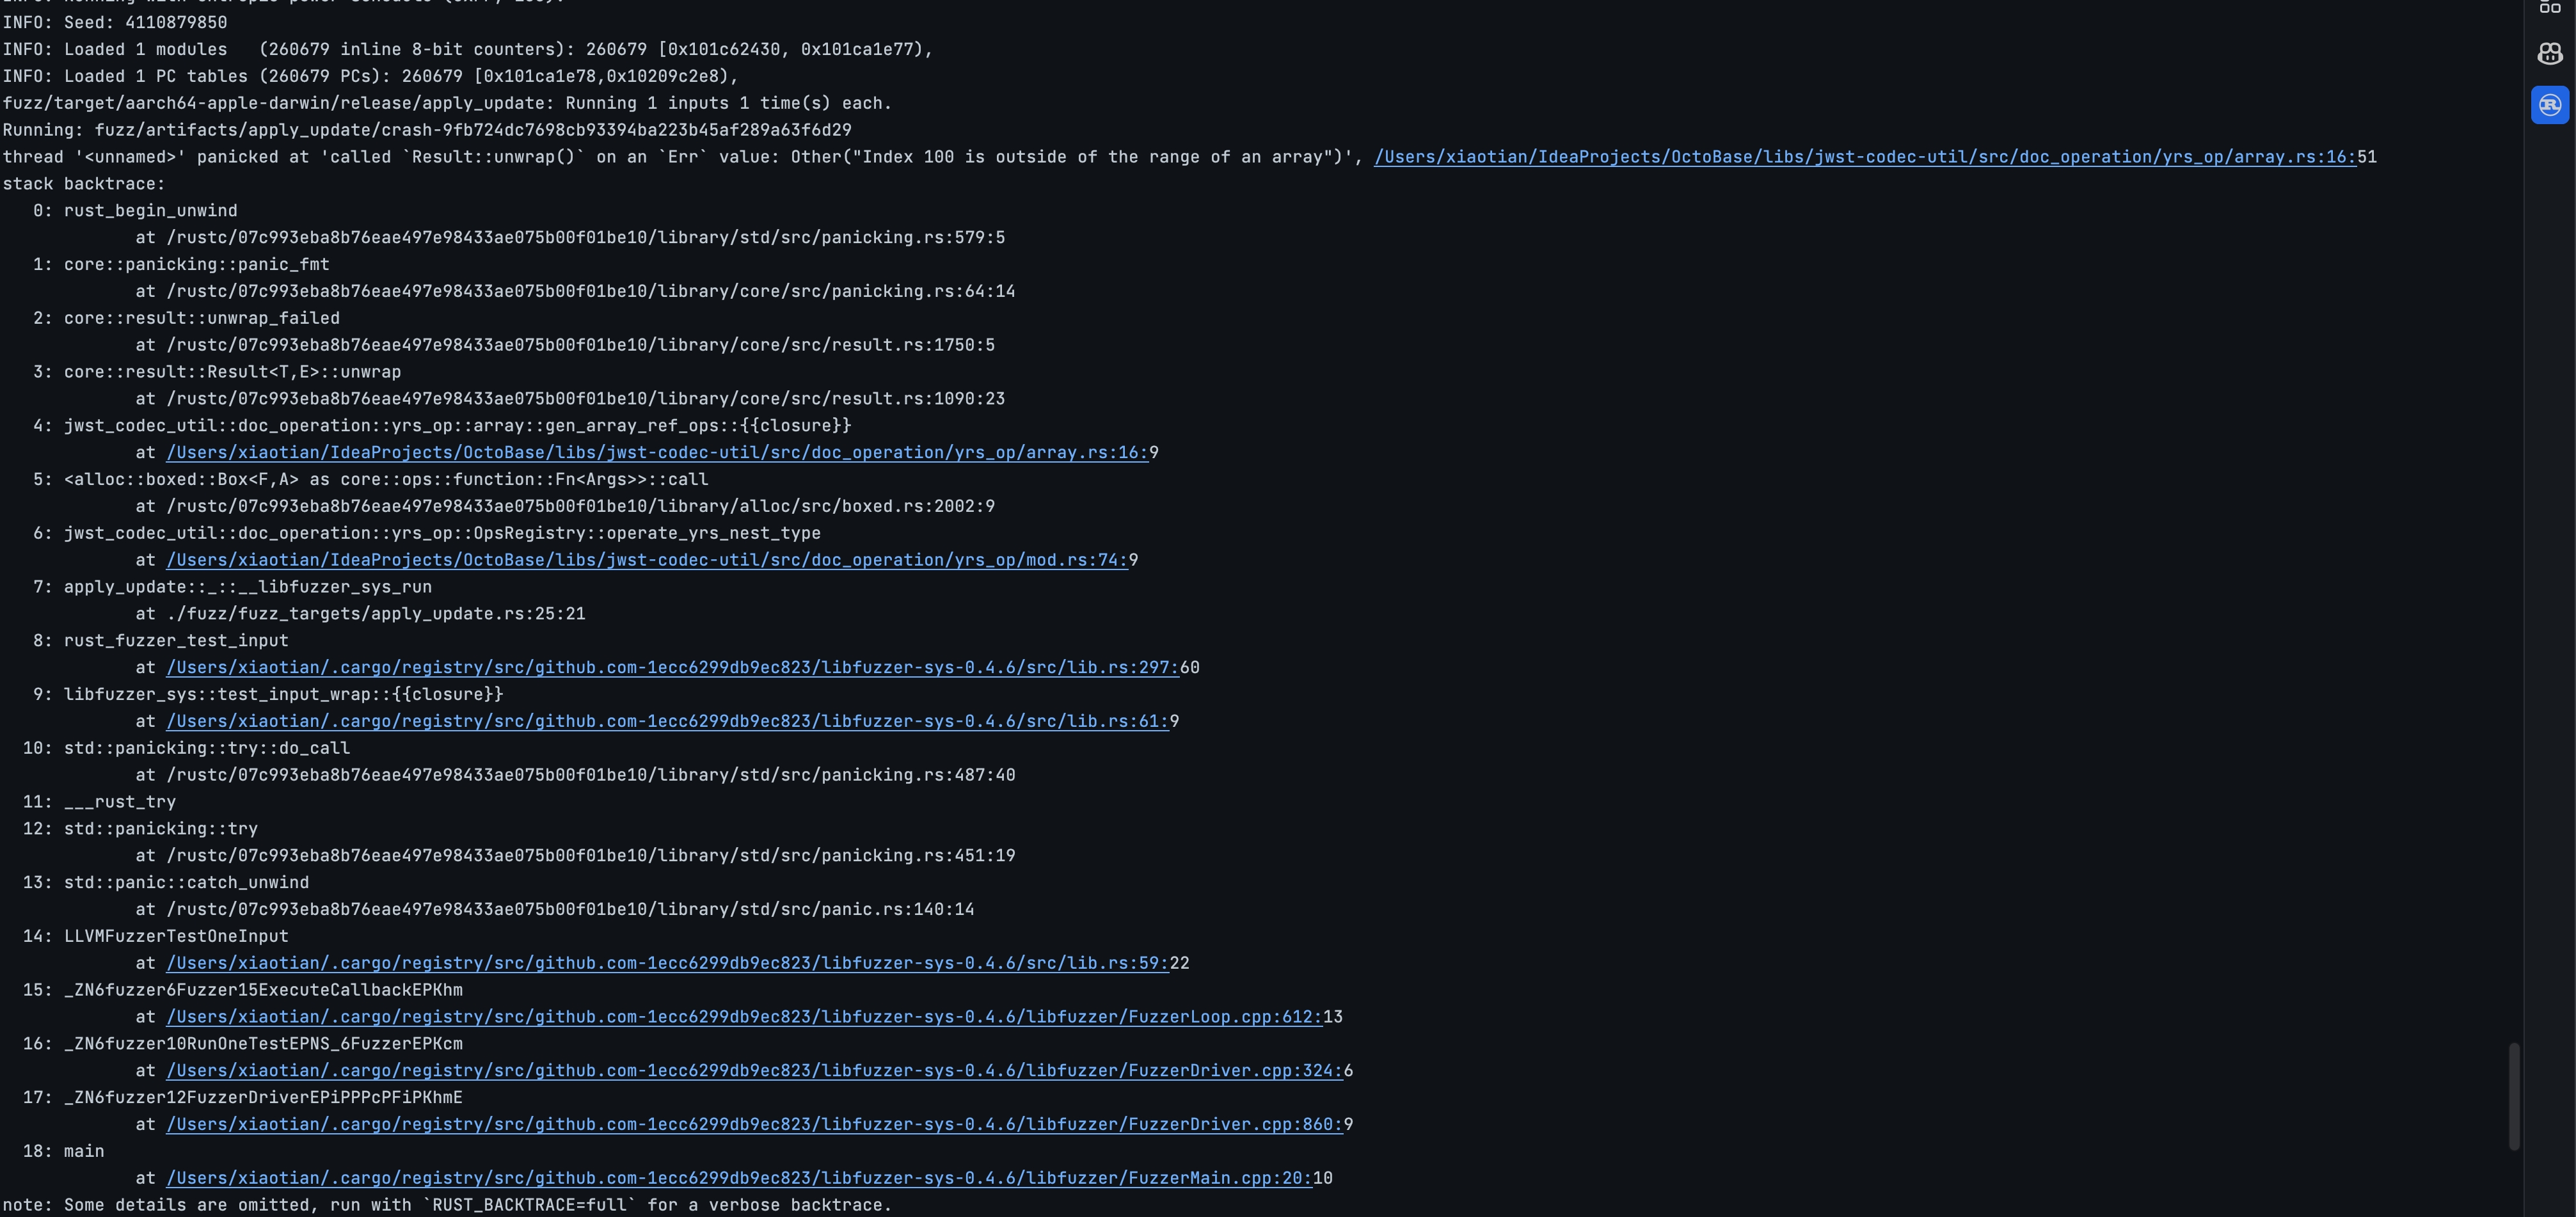 INFO: Seed: 4110879850
INFO: Loaded 1 modules   (260679 inline 8-bit counters): 260679 [0x101c62430, 0x101ca1e77),
INFO: Loaded 1 PC tables (260679 PCs): 260679 [0x101ca1e78,0x10209c2e8),
fuzz/target/aarch64-apple-darwin/release/apply_update: Running 1 inputs 1 time(s) each.
Running: fuzz/artifacts/apply_update/crash-9fb724dc7698cb93394ba223b45af289a63f6d29
thread '<unnamed>' panicked at 'called `Result::unwrap()` on an `Err` value: Other("Index 100 is outside of the range of an array")', /Users/xiaotian/IdeaProjects/OctoBase/libs/jwst-codec-util/src/doc_operation/yrs_op/array.rs:16:51
stack backtrace:
   0: rust_begin_unwind
             at /rustc/07c993eba8b76eae497e98433ae075b00f01be10/library/std/src/panicking.rs:579:5
   1: core::panicking::panic_fmt
             at /rustc/07c993eba8b76eae497e98433ae075b00f01be10/library/core/src/panicking.rs:64:14
   2: core::result::unwrap_failed
             at /rustc/07c993eba8b76eae497e98433ae075b00f01be10/library/core/src/result.rs:1750:5
   3: core::result::Result<T,E>::unwrap
             at /rustc/07c993eba8b76eae497e98433ae075b00f01be10/library/core/src/result.rs:1090:23
   4: jwst_codec_util::doc_operation::yrs_op::array::gen_array_ref_ops::{{closure}}
             at /Users/xiaotian/IdeaProjects/OctoBase/libs/jwst-codec-util/src/doc_operation/yrs_op/array.rs:16:9
   5: <alloc::boxed::Box<F,A> as core::ops::function::Fn<Args>>::call
             at /rustc/07c993eba8b76eae497e98433ae075b00f01be10/library/alloc/src/boxed.rs:2002:9
   6: jwst_codec_util::doc_operation::yrs_op::OpsRegistry::operate_yrs_nest_type
             at /Users/xiaotian/IdeaProjects/OctoBase/libs/jwst-codec-util/src/doc_operation/yrs_op/mod.rs:74:9
   7: apply_update::_::__libfuzzer_sys_run
             at ./fuzz/fuzz_targets/apply_update.rs:25:21
   8: rust_fuzzer_test_input
             at /Users/xiaotian/.cargo/registry/src/github.com-1ecc6299db9ec823/libfuzzer-sys-0.4.6/src/lib.rs:297:60
   9: libfuzzer_sys::test_input_wrap::{{closure}}
             at /Users/xiaotian/.cargo/registry/src/github.com-1ecc6299db9ec823/libfuzzer-sys-0.4.6/src/lib.rs:61:9
  10: std::panicking::try::do_call
             at /rustc/07c993eba8b76eae497e98433ae075b00f01be10/library/std/src/panicking.rs:487:40
  11: ___rust_try
  12: std::panicking::try
             at /rustc/07c993eba8b76eae497e98433ae075b00f01be10/library/std/src/panicking.rs:451:19
  13: std::panic::catch_unwind
             at /rustc/07c993eba8b76eae497e98433ae075b00f01be10/library/std/src/panic.rs:140:14
  14: LLVMFuzzerTestOneInput
             at /Users/xiaotian/.cargo/registry/src/github.com-1ecc6299db9ec823/libfuzzer-sys-0.4.6/src/lib.rs:59:22
  15: _ZN6fuzzer6Fuzzer15ExecuteCallbackEPKhm
             at /Users/xiaotian/.cargo/registry/src/github.com-1ecc6299db9ec823/libfuzzer-sys-0.4.6/libfuzzer/FuzzerLoop.cpp:612:13
  16: _ZN6fuzzer10RunOneTestEPNS_6FuzzerEPKcm
             at /Users/xiaotian/.cargo/registry/src/github.com-1ecc6299db9ec823/libfuzzer-sys-0.4.6/libfuzzer/FuzzerDriver.cpp:324:6
  17: _ZN6fuzzer12FuzzerDriverEPiPPPcPFiPKhmE
             at /Users/xiaotian/.cargo/registry/src/github.com-1ecc6299db9ec823/libfuzzer-sys-0.4.6/libfuzzer/FuzzerDriver.cpp:860:9
  18: main
             at /Users/xiaotian/.cargo/registry/src/github.com-1ecc6299db9ec823/libfuzzer-sys-0.4.6/libfuzzer/FuzzerMain.cpp:20:10
note: Some details are omitted, run with `RUST_BACKTRACE=full` for a verbose backtrace.